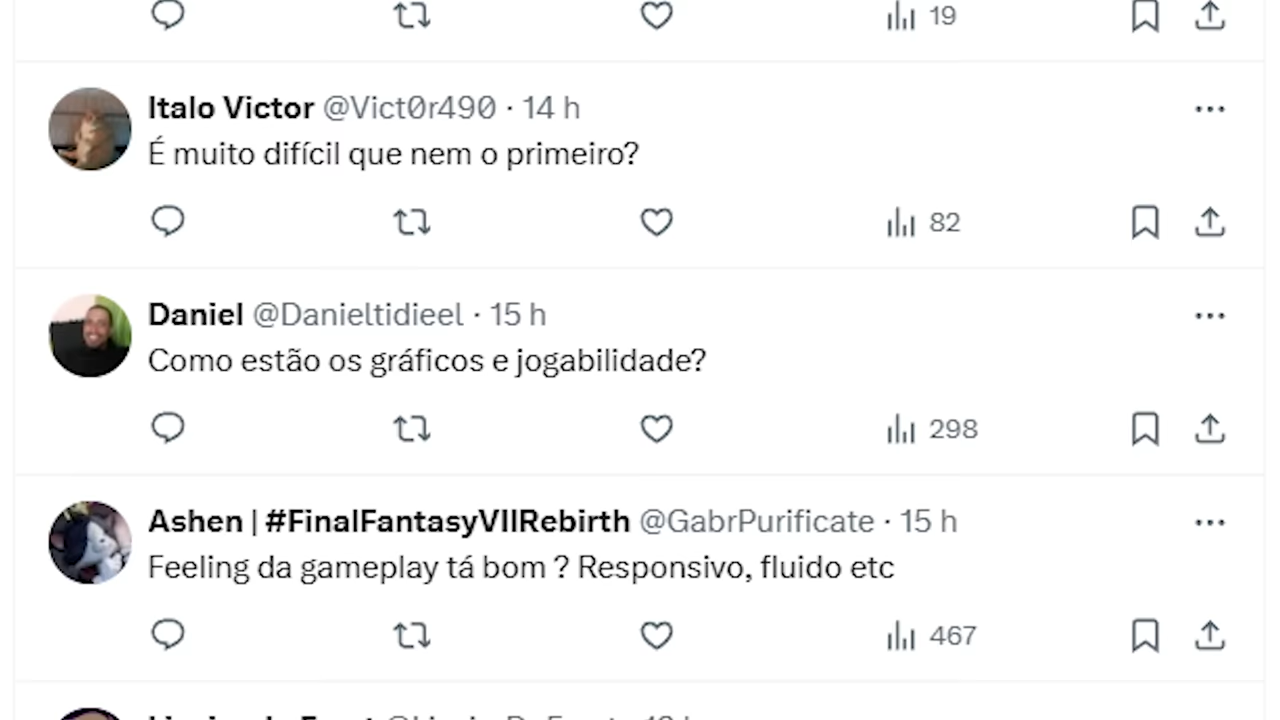 19
Italo Victor @Vict0r490 · 14 h
É muito difícil que nem o primeiro?
82
Daniel @Danieltidieel · 15 h
Como estão os gráficos e jogabilidade?
298
Ashen | #FinalFantasyVIIRebirth @GabrPurificate · 15 h
Feeling da gameplay tá bom ? Responsivo, fluido etc
467